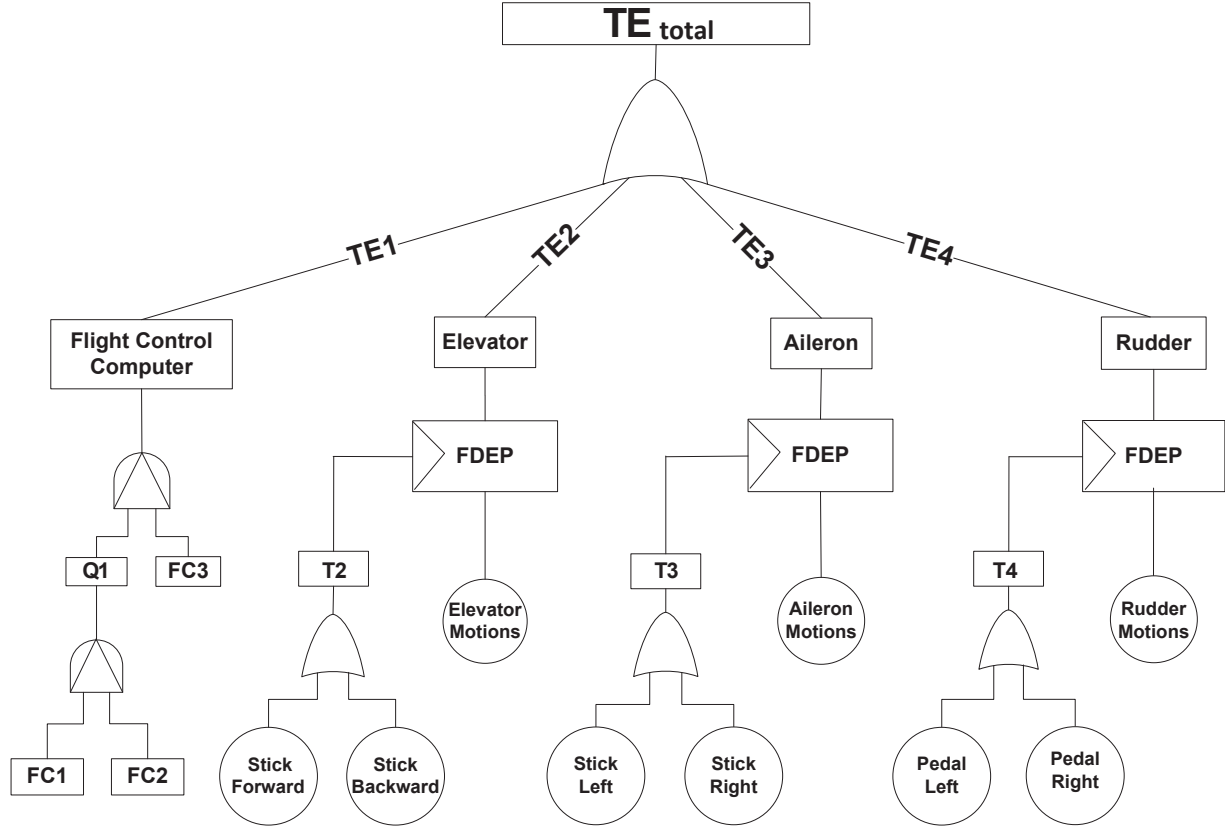 TE total
TE1
TE2
TE3
TE4
Flight Control
Computer
Elevator
Aileron
Rudder
FDEP
FDEP
FDEP
Q1
FC3
T2
T3
T4
Elevator
Motions
Aileron
Motions
Rudder
Motions
FC1
FC2
Stick
Forward
Stick
Backward
Stick
Left
Stick
Right
Pedal
Left
Pedal
Right